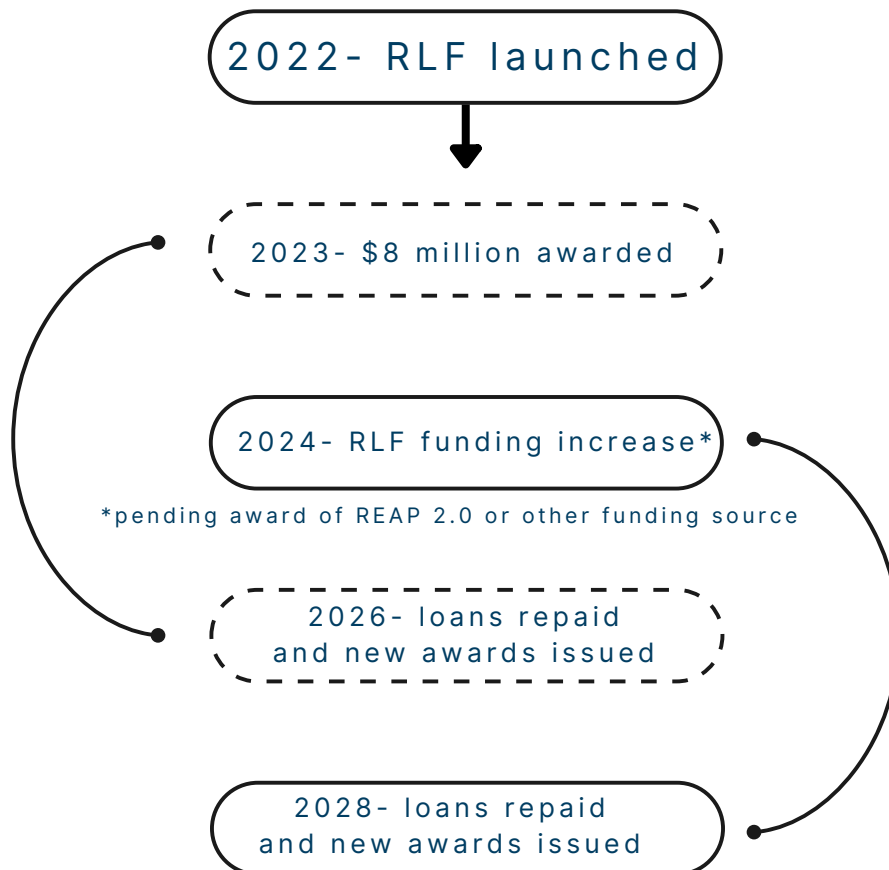 2022- RLF launched
2023- $8 million awarded
2024- RLF funding increase*
*pending award of REAP 2.0 or other funding source
2026- loans repaid
and new awards issued
2028- loans repaid
and new awards issued